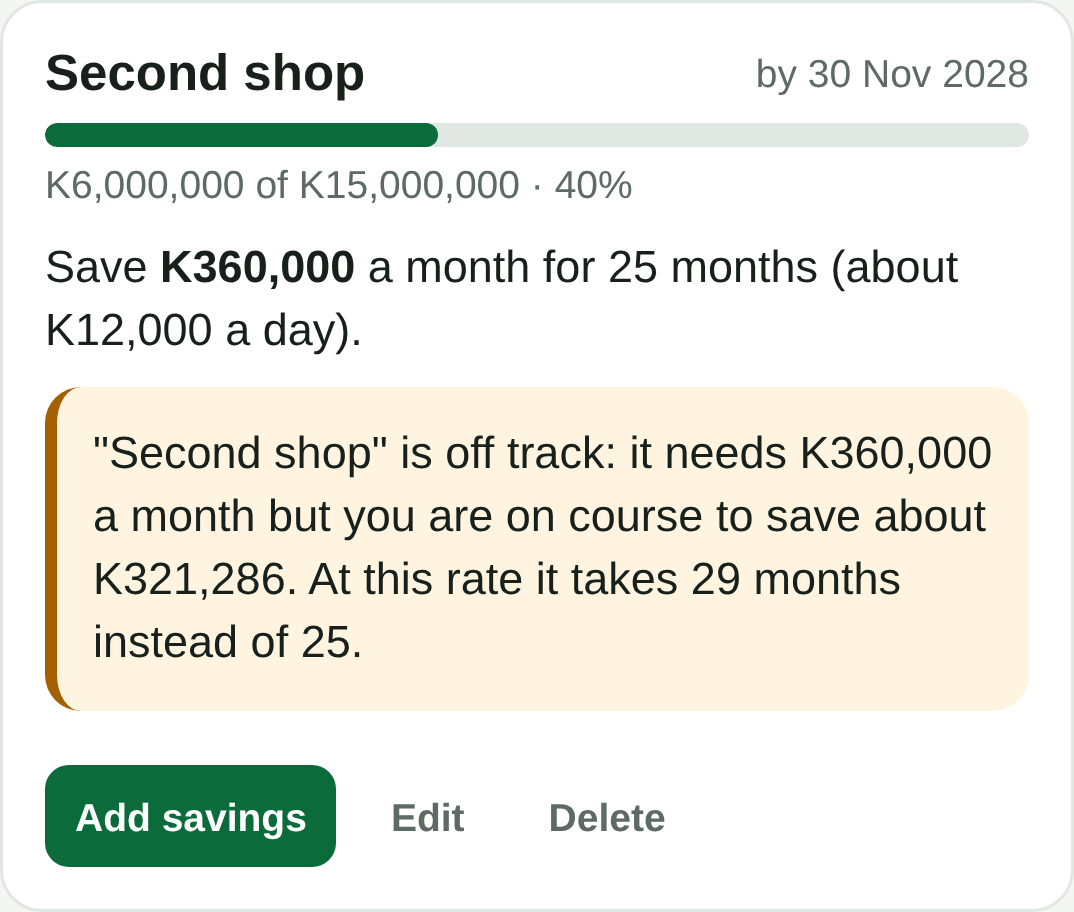 Second shop
by 30 Nov 2028
K6,000,000 of K15,000,000 · 40%
Save K360,000 a month for 25 months (about
K12,000 a day).
"Second shop" is off track: it needs K360,000
a month but you are on course to save about
K321,286. At this rate it takes 29 months
instead of 25.
Add savings
Edit
Delete